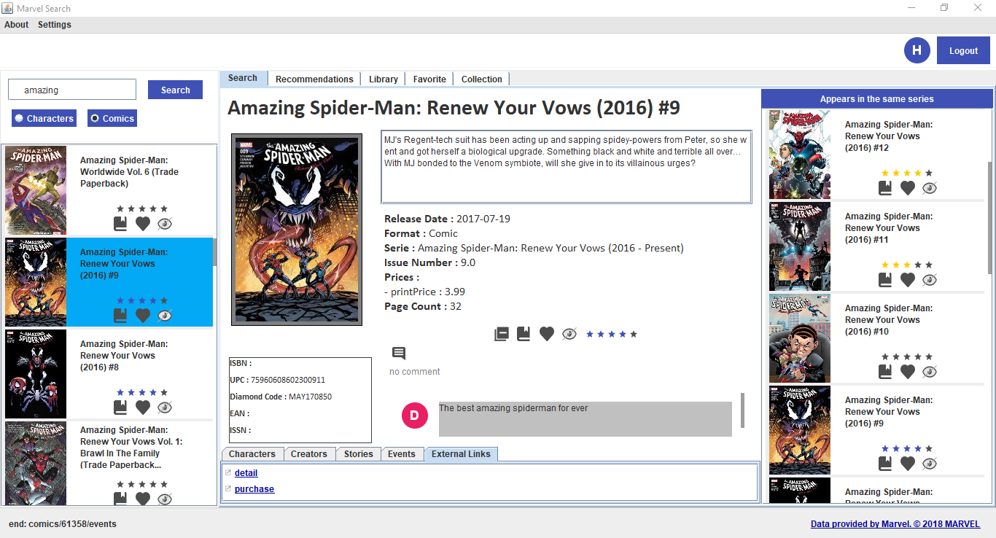 Marvel Search
About Settings
H
Logout
amazing
Search
Characters
Comics
Amazing Spider-Man:
Worldwide Vol. 6 (Trade
Paperback)
Amazing Spider-Man:
Renew Your Vows
(2016) #9
Amazing Spider-Man:
Renew Your Vows
(2016) #8
Amazing Spider-Man:
Renew Your Vows Vol. 1:
Brawl In The Family
(Trade Paperback...
Search Recommendations Library Favorite Collection
Amazing Spider-Man: Renew Your Vows (2016) #9
MJ's Regent-tech suit has been acting up and sapping spidey-powers from Peter, so she w
ent and got herself a biological upgrade. Something black and white and terrible all over…
With MJ bonded to the Venom symbiote, will she give in to its villainous urges?
Release Date : 2017-07-19
Format : Comic
Serie : Amazing Spider-Man: Renew Your Vows (2016 - Present)
Issue Number : 9.0
Prices :
- printPrice : 3.99
Page Count : 32
no comment
ISBN :
UPC : 75960608602300911
Diamond Code : MAY170850
EAN :
ISSN :
D
The best amazing spiderman for ever
Characters Creators Stories Events External Links
detail
purchase
Appears in the same series
Amazing Spider-Man:
Renew Your Vows
(2016) #12
Amazing Spider-Man:
Renew Your Vows
(2016) #11
Amazing Spider-Man:
Renew Your Vows
(2016) #10
Amazing Spider-Man:
Renew Your Vows
(2016) #9
Amazing Spider-Man:
Renew Your Vows
end: comics/61358/events
Data provided by Marvel. © 2018 MARVEL